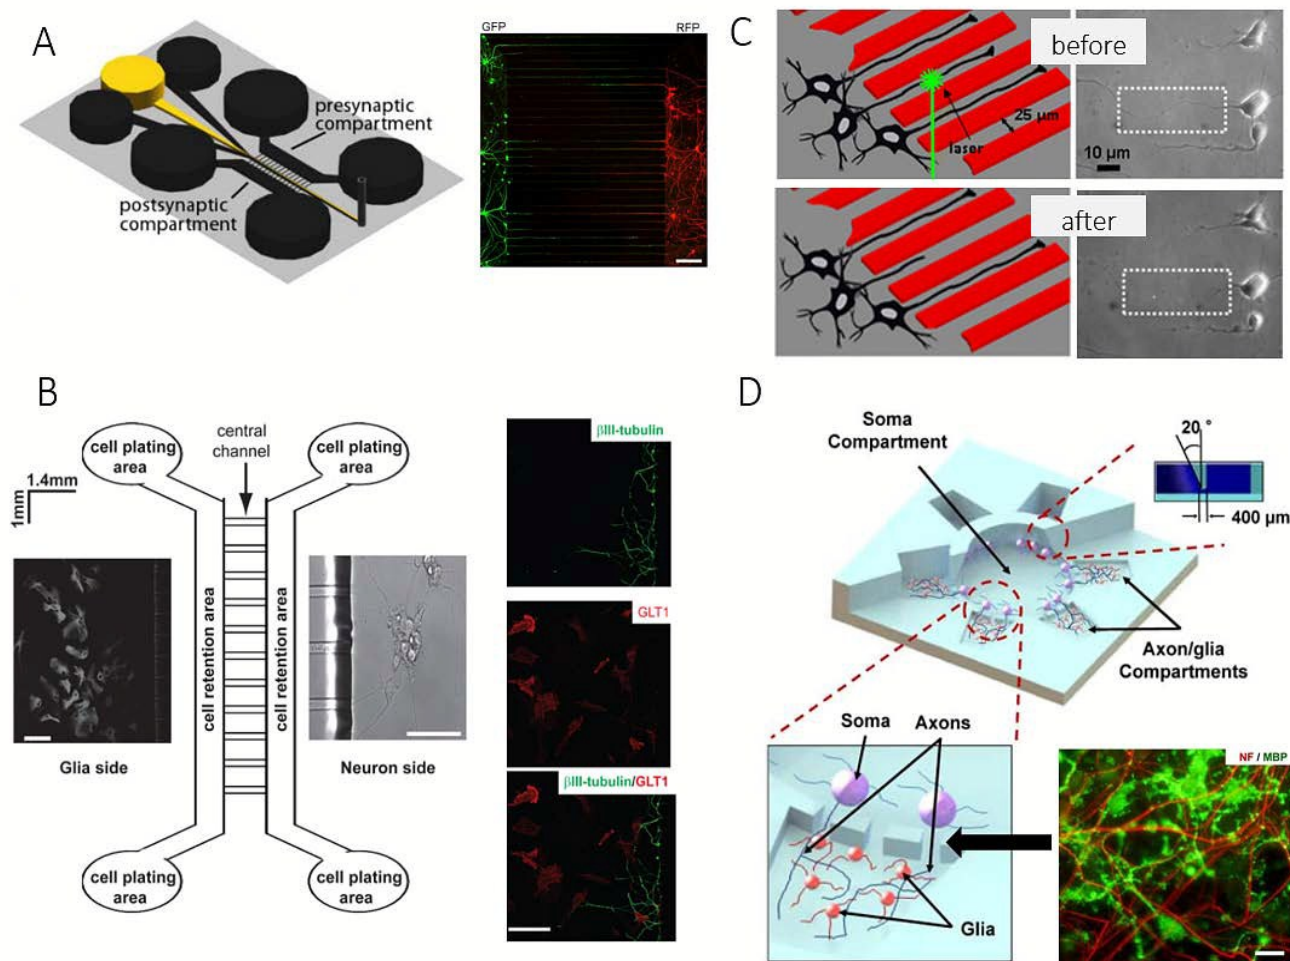 A
GFP
RFP
presynaptic
compartment
postsynaptic
compartment
C
before
25 µm
laser
10 µm
after
B
cell plating
area
central
channel
cell plating
area
1.4mm
1mm
cell retention area
cell retention area
Glia side
Neuron side
cell plating
area
cell plating
area
βIII-tubulin
GLT1
βIII-tubulin/GLT1
D
Soma
Compartment
20 °
400 µm
Axon/glia
Compartments
Soma
Axons
Glia
NF / MBP